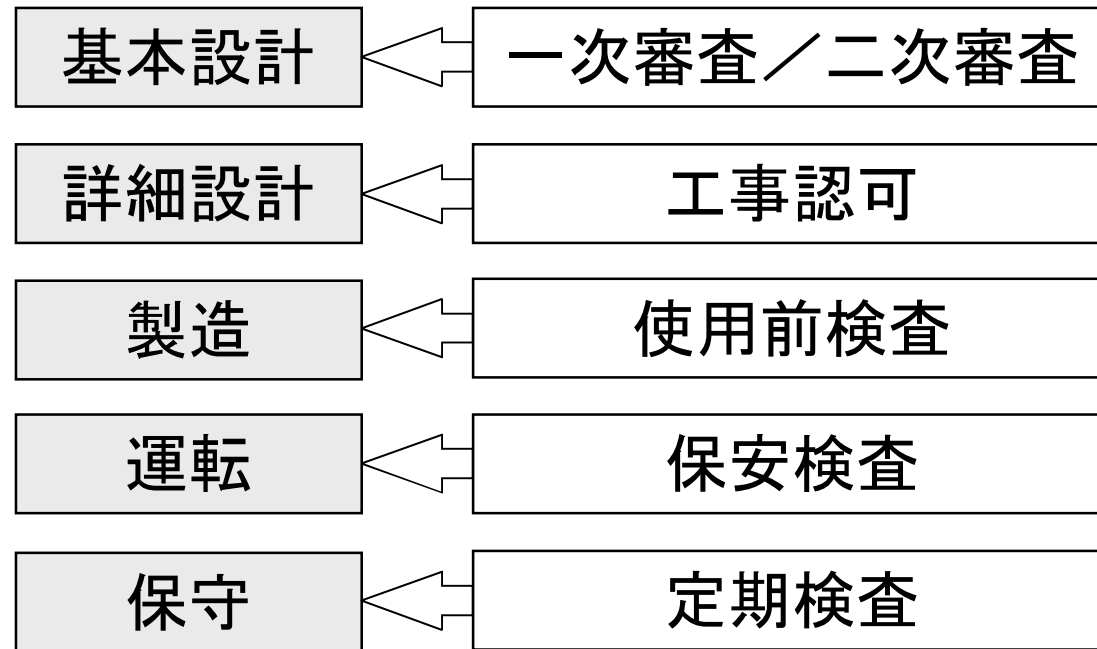 基本設計
一次審査／二次審査
詳細設計
工事認可
製造
使用前検査
運転
保安検査
保守
定期検査